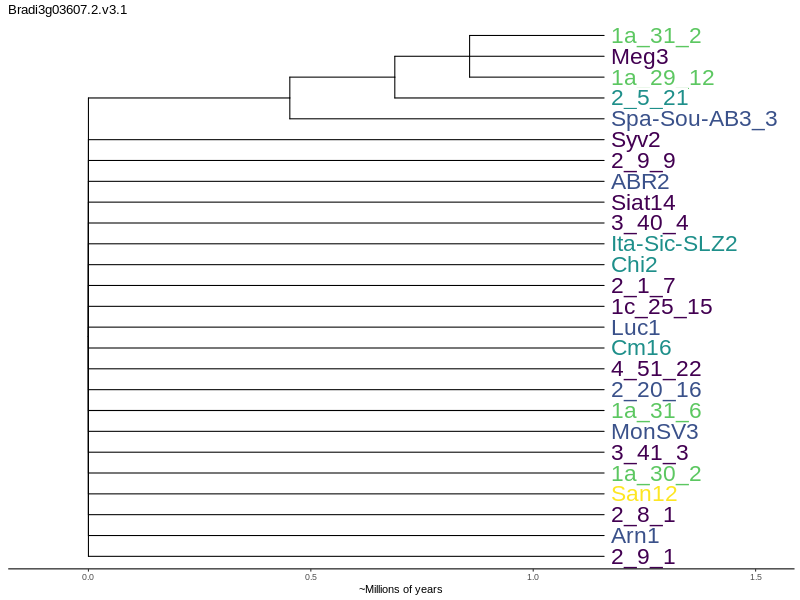 Bradi3g03607.2.v3.1
1a_31_2
Meg3
1a_29_12
2_5_21
Spa-Sou-AB3_3
Syv2
2_9_9
ABR2
Siat14
3_40_4
Ita-Sic-SLZ2
Chi2
2_1_7
1c_25_15
Luc1
Cm16
4_51_22
2_20_16
1a_31_6
MonSV3
3_41_3
1a_30_2
San12
2_8_1
Arn1
2_9_1
0.0 0.5 1.0 1.5
~Millions of years